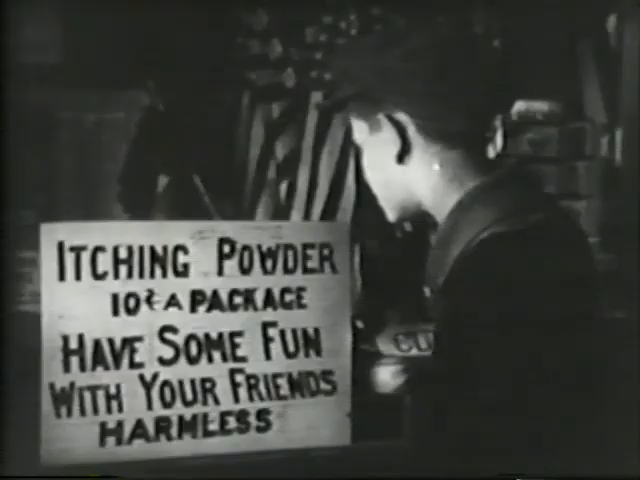 ITCHING POWDER
10¢ A PACKAGE
HAVE SOME FUN
WITH YOUR FRIENDS
HARMLESS